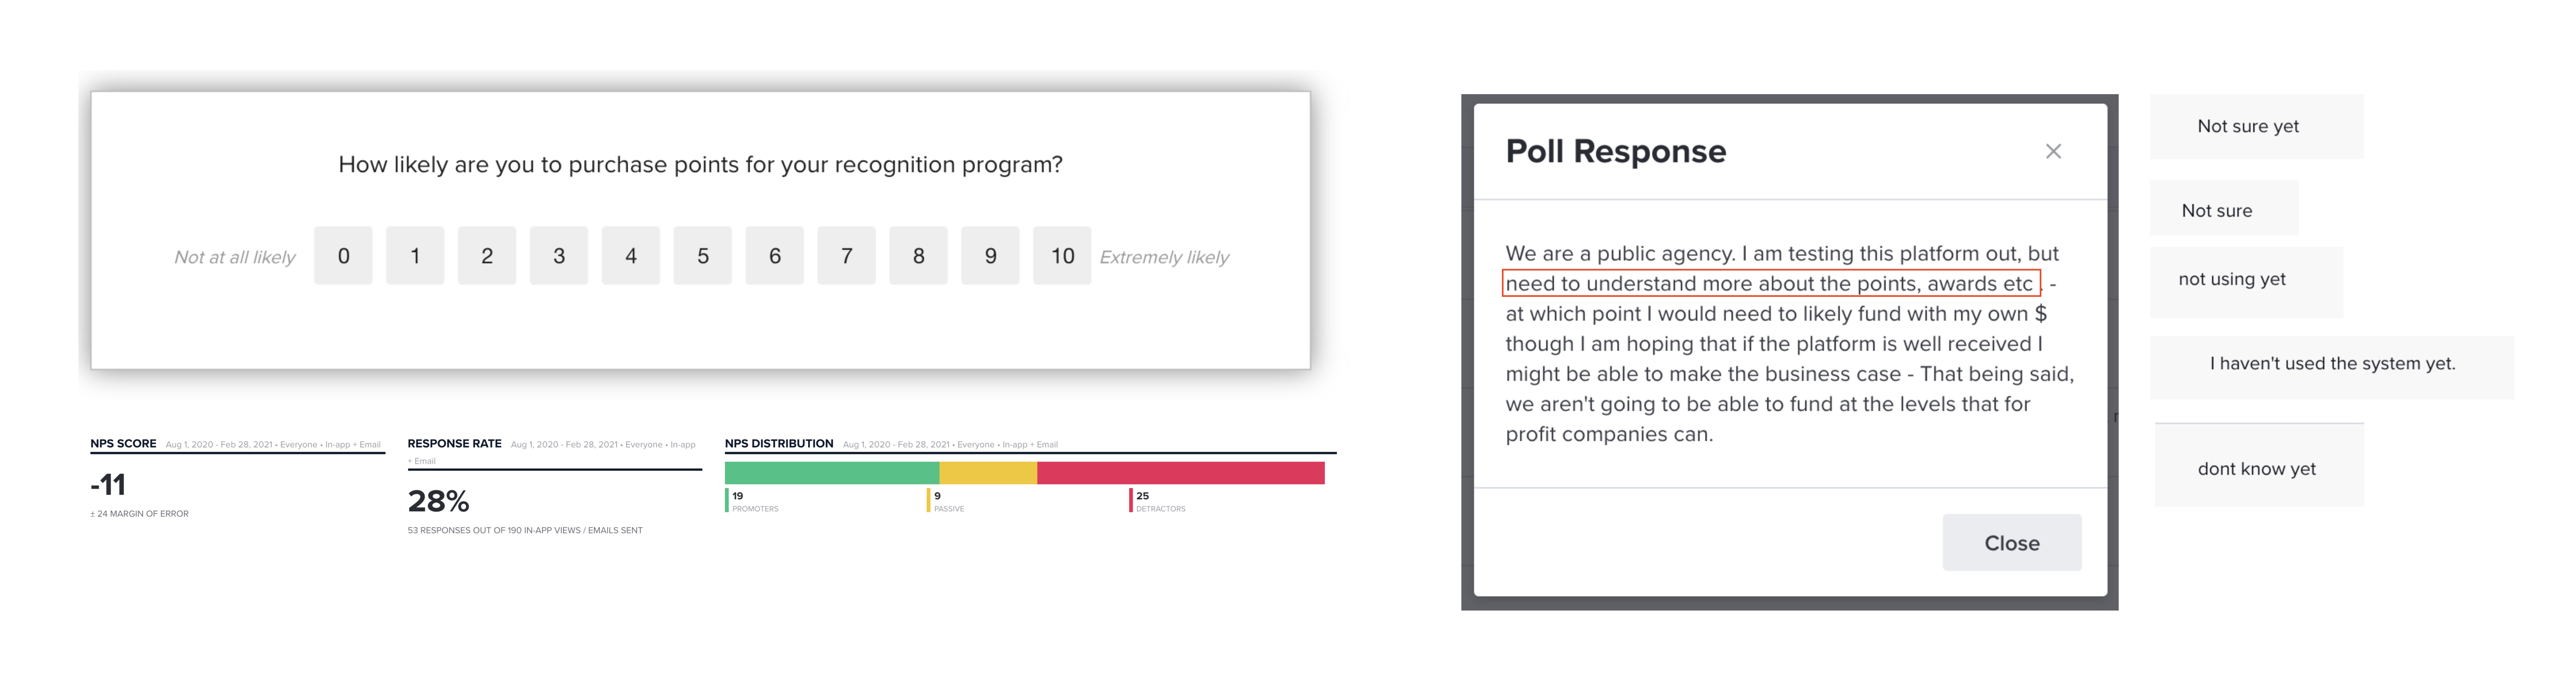 How likely are you to purchase points for your recognition program?
Not at all likely 0 1 2 3 4 5 6 7 8 9 10 Extremely likely
NPS SCORE Aug 1, 2020 - Feb 28, 2021 • Everyone • In-app + Email
-11
± 24 MARGIN OF ERROR
RESPONSE RATE Aug 1, 2020 - Feb 28, 2021 • Everyone • In-app
+ Email
28%
53 RESPONSES OUT OF 190 IN-APP VIEWS / EMAILS SENT
NPS DISTRIBUTION Aug 1, 2020 - Feb 28, 2021 • Everyone • In-app + Email
19 9 25
PROMOTERS PASSIVE DETRACTORS
Poll Response ×
We are a public agency. I am testing this platform out, but
need to understand more about the points, awards etc . -
at which point I would need to likely fund with my own $
though I am hoping that if the platform is well received I
might be able to make the business case - That being said,
we aren't going to be able to fund at the levels that for
profit companies can.
Close
Not sure yet
Not sure
not using yet
I haven't used the system yet.
dont know yet